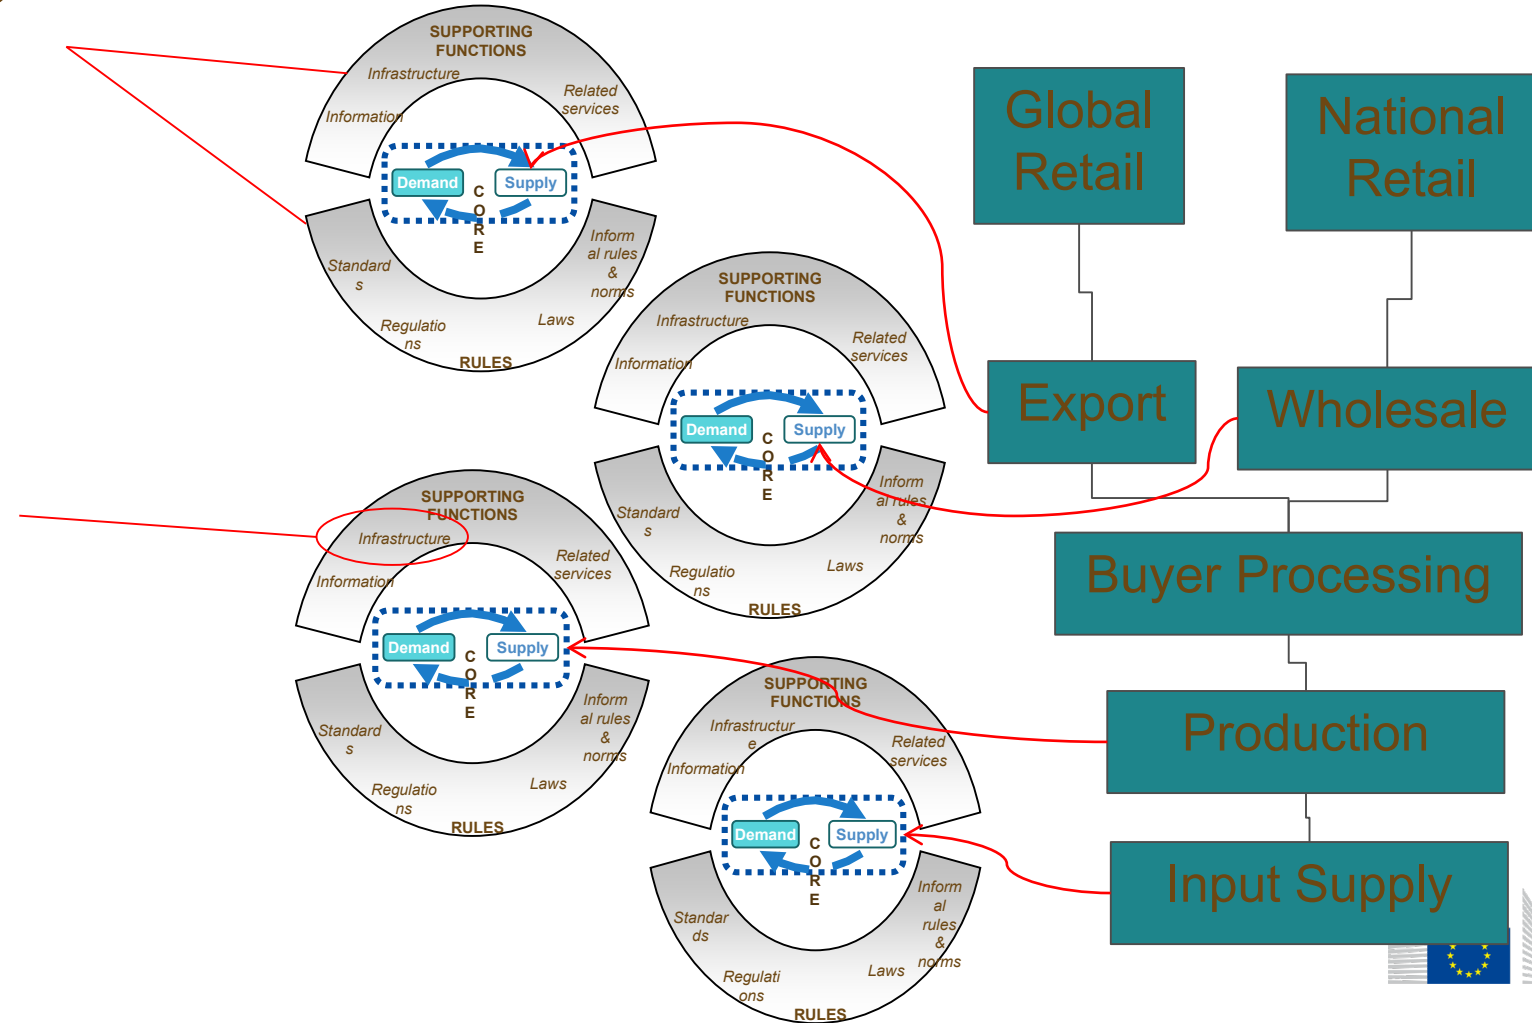 SUPPORTING
FUNCTIONS
Infrastructure
Information
Related
services
Demand
Supply
C
O
R
E
Standard
s
Regulatio
ns
Laws
Inform
al rules
&
norms
RULES
SUPPORTING
FUNCTIONS
Infrastructure
Information
Related
services
Demand
Supply
C
O
R
E
Standard
s
Regulatio
ns
Laws
Inform
al rules
&
norms
RULES
SUPPORTING
FUNCTIONS
Infrastructure
Information
Related
services
Demand
Supply
C
O
R
E
Standard
s
Regulatio
ns
Laws
Inform
al rules
&
norms
RULES
SUPPORTING
FUNCTIONS
Infrastructur
e
Information
Related
services
Demand
Supply
C
O
R
E
Standar
ds
Regulati
ons
Laws
Inform
al
rules
&
norms
RULES
Global
Retail
National
Retail
Export
Wholesale
Buyer Processing
Production
Input Supply